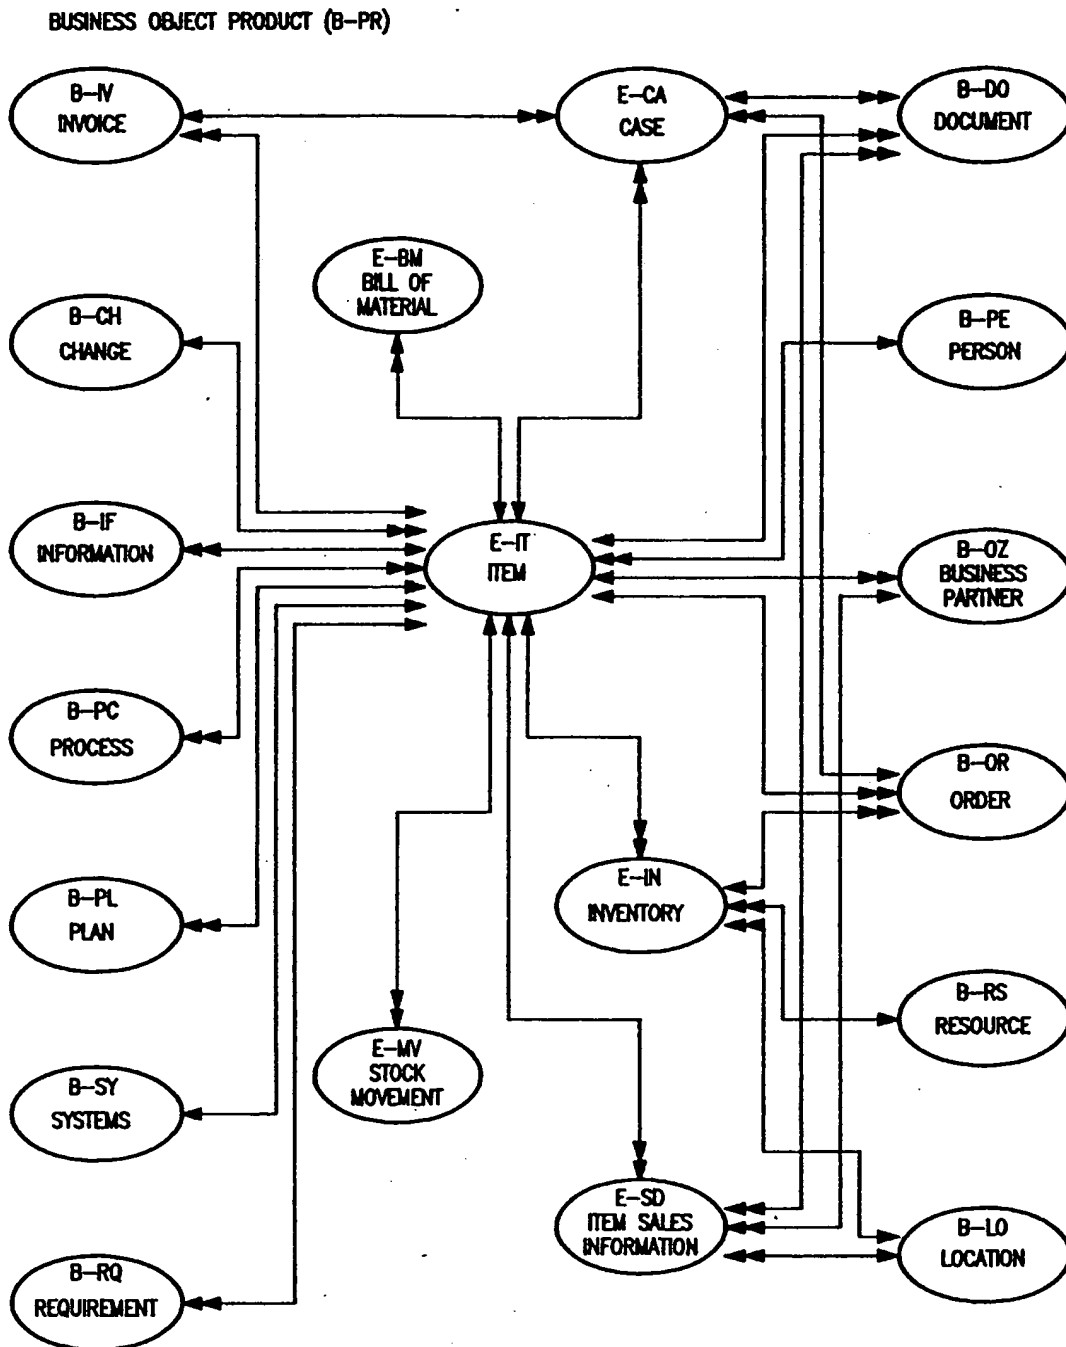 BUSINESS OBJECT PRODUCT (B-PR)
B-IV
INVOICE
E-CA
CASE
B-DO
DOCUMENT
E-BM
BILL OF
MATERIAL
B-CH
CHANGE
B-PE
PERSON
B-IF
INFORMATION
E-IT
ITEM
B-OZ
BUSINESS
PARTNER
B-PC
PROCESS
B-OR
ORDER
B-PL
PLAN
E-IN
INVENTORY
B-RS
RESOURCE
E-MV
STOCK
MOVEMENT
B-SY
SYSTEMS
E-SD
ITEM SALES
INFORMATION
B-LO
LOCATION
B-RQ
REQUIREMENT